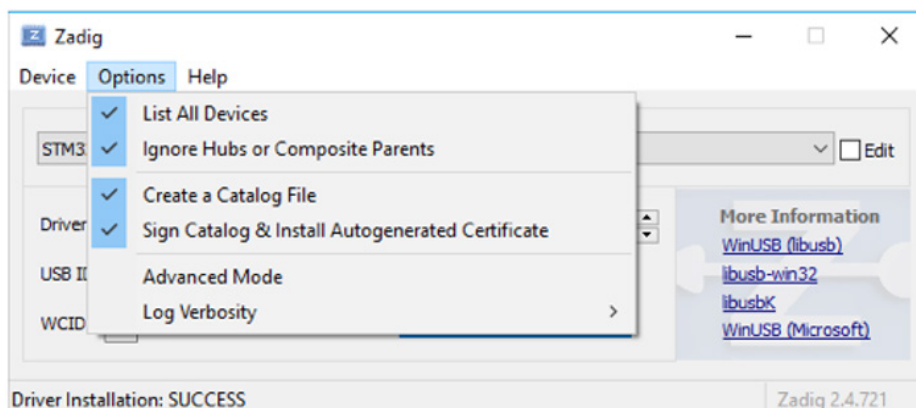 Zadig
Device Options Help
List All Devices
STM3 Ignore Hubs or Composite Parents Edit
Create a Catalog File
Driver Sign Catalog & Install Autogenerated Certificate
More Information
WinUSB (libusb)
USB ID Advanced Mode
libusb-win32
Log Verbosity
libusbK
WCID
WinUSB (Microsoft)
Driver Installation: SUCCESS Zadig 2.4.721